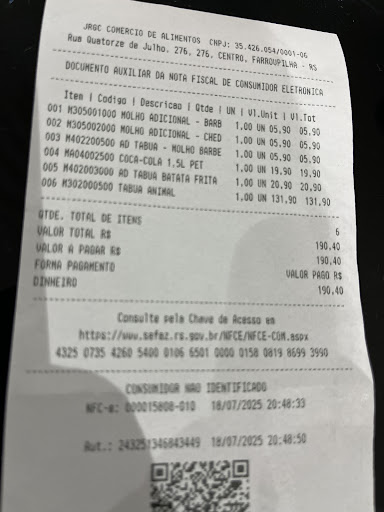 JRGC COMERCIO DE ALIMENTOS CNPJ: 35.426.054/0001-06
Rua Quatorze de Julho, 276, 276, CENTRO, FARROUPILHA - RS
DOCUMENTO AUXILIAR DA NOTA FISCAL DE CONSUMIDOR ELETRONICA
Item | Codigo | Descricao | Qtde | UN | Vl.Unit | Vl.Tot
001 M305001000 MOLHO ADICIONAL - BARB 1,00 UN 05,90 05,90
002 M305002000 MOLHO ADICIONAL - CHED 1,00 UN 05,90 05,90
003 M402200500 AD TABUA - MOLHO BARBE 1,00 UN 05,90 05,90
004 MA04002500 COCA-COLA 1,5L PET 1,00 UN 19,90 19,90
005 M402003000 AD TABUA BATATA FRITA 1,00 UN 20,90 20,90
006 M302000500 TABUA ANIMAL 1,00 UN 131,90 131,90
QTDE. TOTAL DE ITENS 6
VALOR TOTAL R$ 190,40
VALOR A PAGAR R$ 190,40
FORMA PAGAMENTO VALOR PAGO R$
DINHEIRO 190,40
Consulte pela Chave de Acesso em
https://www.sefaz.rs.gov.br/NFCE/NFCE-COM.aspx
4325 0735 4260 5400 0106 6501 0000 0158 0819 8699 3990
CONSUMIDOR NAO IDENTIFICADO
NFC-e: 000015808-010 18/07/2025 20:48:33
Aut.: 243251346843449 18/07/2025 20:48:50